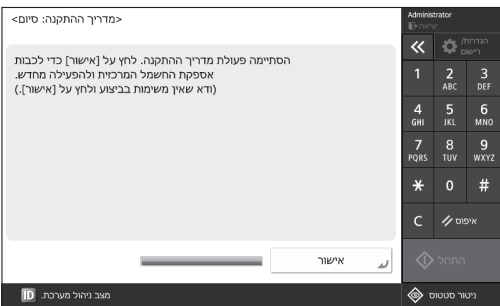 <מדריך ההתקנה: סיום>
הסתיימה פעולת מדריך ההתקנה. לחץ על [אישור] כדי לכבות
אספקת החשמל המרכזית ולהפעילה מחדש.
(ודא שאין משימות בביצוע ולחץ על [אישור].)
אישור
מצב ניהול מערכת.
ID
Administrator
יציאה
הגדרות/
רישום
1
2
ABC
3
DEF
4
GHI
5
JKL
6
MNO
7
PQRS
8
TUV
9
WXYZ
*
0
#
C
איפוס
התחל
ניטור סטטוס